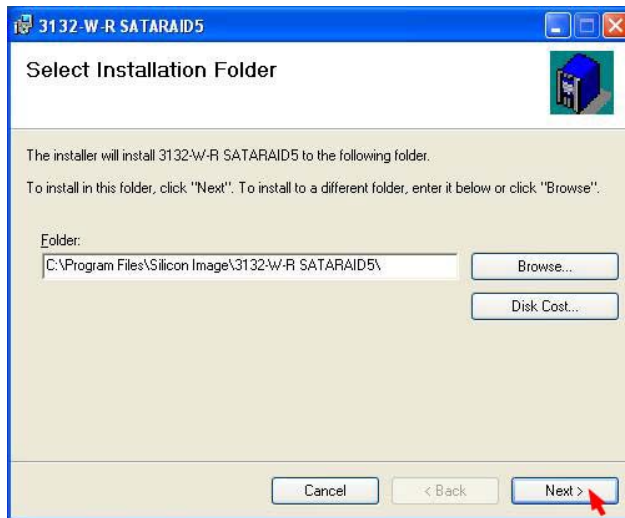 3132-W-R SATARAID5
Select Installation Folder
The installer will install 3132-W-R SATARAID5 to the following folder.
To install in this folder, click "Next". To install to a different folder, enter it below or click "Browse".
Folder:
C:\Program Files\Silicon Image\3132-W-R SATARAID5\
Browse...
Disk Cost...
Cancel
< Back
Next >